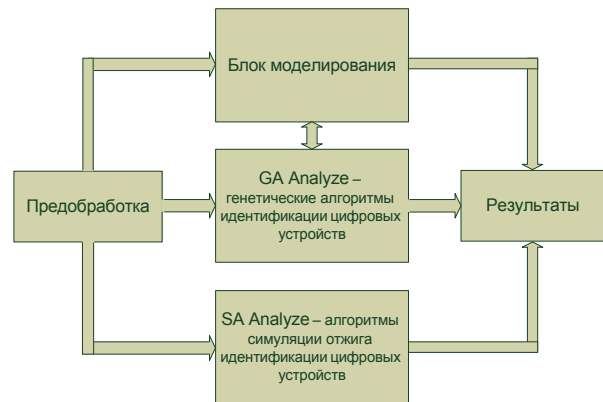 Блок моделирования
Предобработка
GA Analyze –
генетические алгоритмы
идентификации цифровых
устройств
Результаты
SA Analyze – алгоритмы
симуляции отжига
идентификации цифровых
устройств